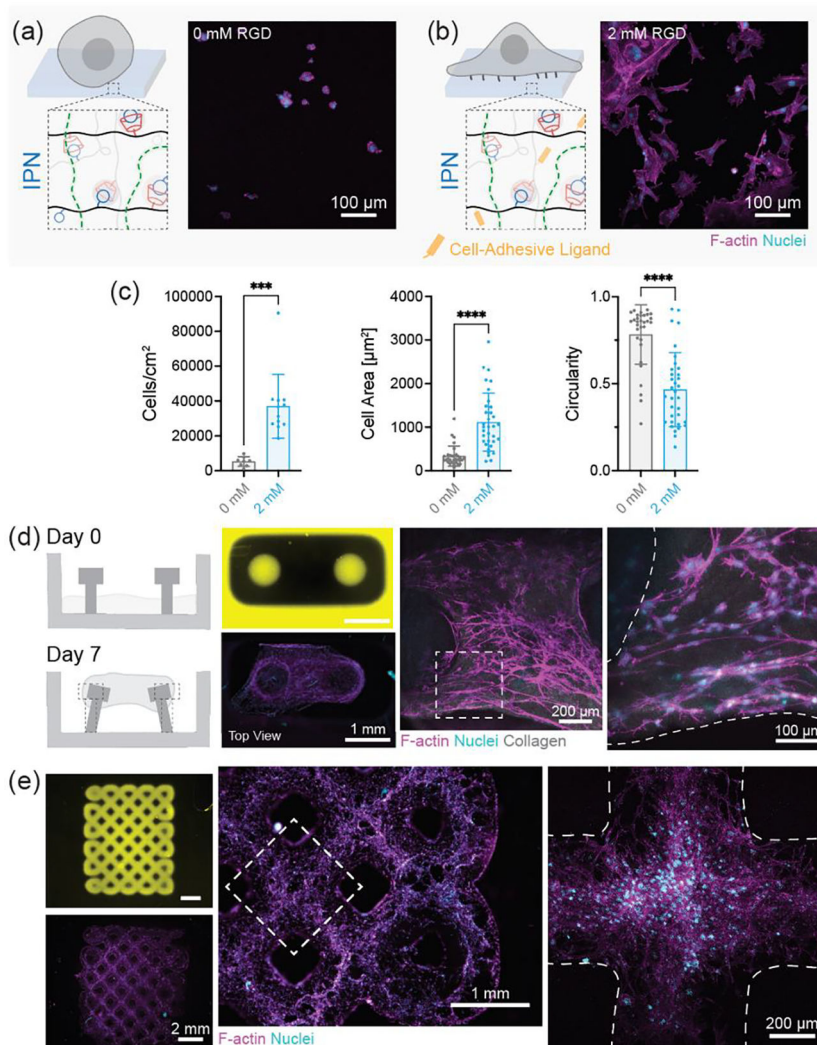 (a)
0 mM RGD
IPN
100 μm
(b)
2 mM RGD
IPN
100 μm
Cell-Adhesive Ligand
F-actin Nuclei
(c)
Cells/cm²
100000
80000
60000
40000
20000
0
***
0 mM
2 mM
Cell Area [μm²]
4000
3000
2000
1000
0
****
0 mM
2 mM
Circularity
1.0
0.5
0.0
****
0 mM
2 mM
(d)
Day 0
Day 7
Top View
1 mm
200 μm
F-actin Nuclei Collagen
100 μm
(e)
2 mm
1 mm
F-actin Nuclei
200 μm